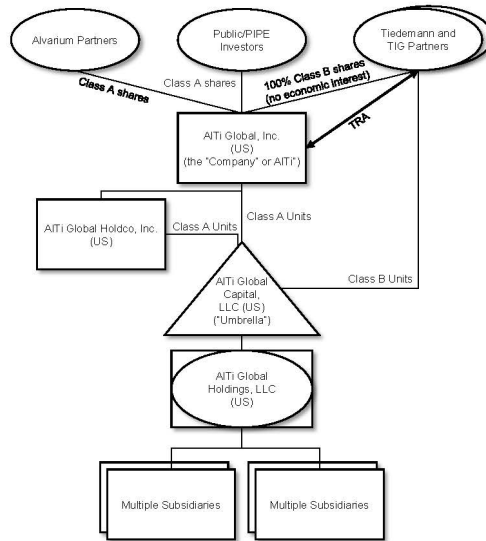 Alvarium Partners
Public/PIPE
Investors
Tiedemann and
TIG Partners
Class A shares
Class A shares
100% Class B shares
(no economic interest)
TRA
AlTi Global, Inc.
(US)
(the "Company" or AlTi")
AlTi Global Holdco, Inc.
(US)
Class A Units
Class A Units
Class B Units
AlTi Global
Capital,
LLC (US)
("Umbrella")
AlTi Global
Holdings, LLC
(US)
Multiple Subsidiaries
Multiple Subsidiaries